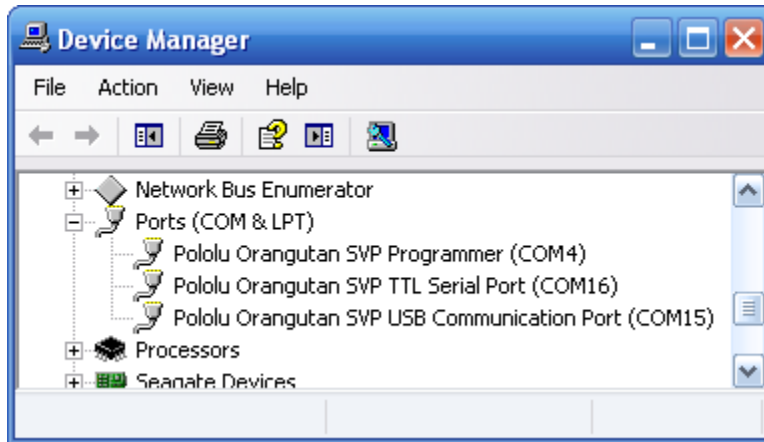 Device Manager
File Action View Help
Network Bus Enumerator
Ports (COM & LPT)
Pololu Orangutan SVP Programmer (COM4)
Pololu Orangutan SVP TTL Serial Port (COM16)
Pololu Orangutan SVP USB Communication Port (COM15)
Processors
Seagate Devices